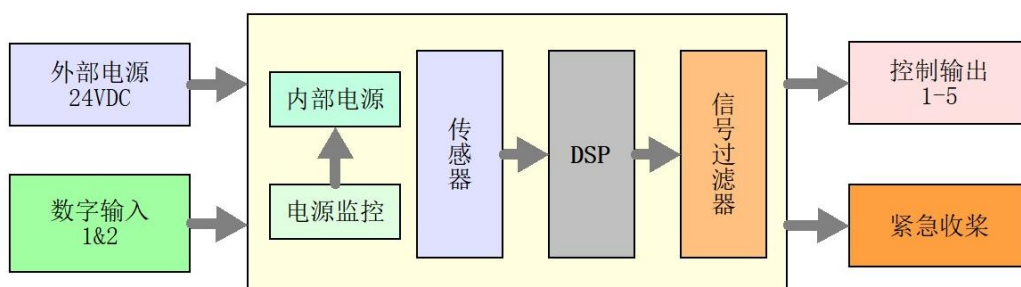 外部电源
24VDC
数字输入
1&2
内部电源
电源监控
传感器
DSP
信号过滤器
控制输出
1-5
紧急收桨